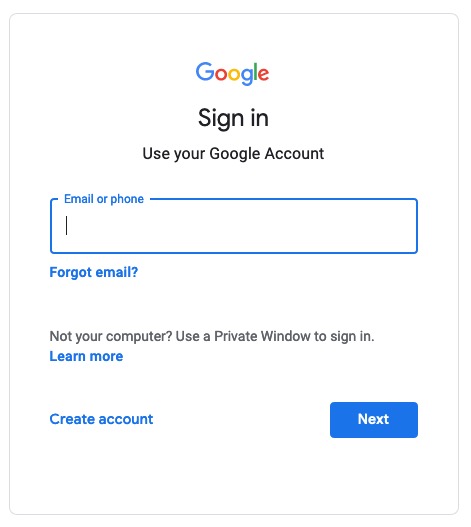 Google
Sign in
Use your Google Account
Email or phone
Forgot email?
Not your computer? Use a Private Window to sign in.
Learn more
Create account
Next